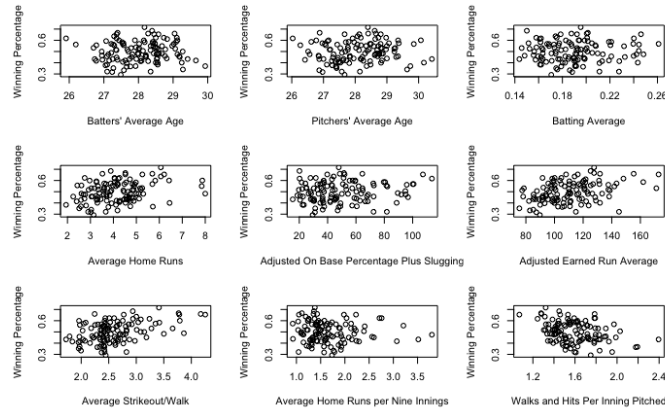 Winning Percentage
0.3 0.6
26 27 28 29 30
Batters' Average Age
Winning Percentage
0.3 0.6
26 27 28 29 30
Pitchers' Average Age
Winning Percentage
0.3 0.6
0.14 0.18 0.22 0.26
Batting Average
Winning Percentage
0.3 0.6
2 3 4 5 6 7 8
Average Home Runs
Winning Percentage
0.3 0.6
20 40 60 80 100
Adjusted On Base Percentage Plus Slugging
Winning Percentage
0.3 0.6
80 100 120 140 160
Adjusted Earned Run Average
Winning Percentage
0.3 0.6
2.0 2.5 3.0 3.5 4.0
Average Strikeout/Walk
Winning Percentage
0.3 0.6
1.0 1.5 2.0 2.5 3.0 3.5
Average Home Runs per Nine Innings
Winning Percentage
0.3 0.6
1.2 1.6 2.0 2.4
Walks and Hits Per Inning Pitched